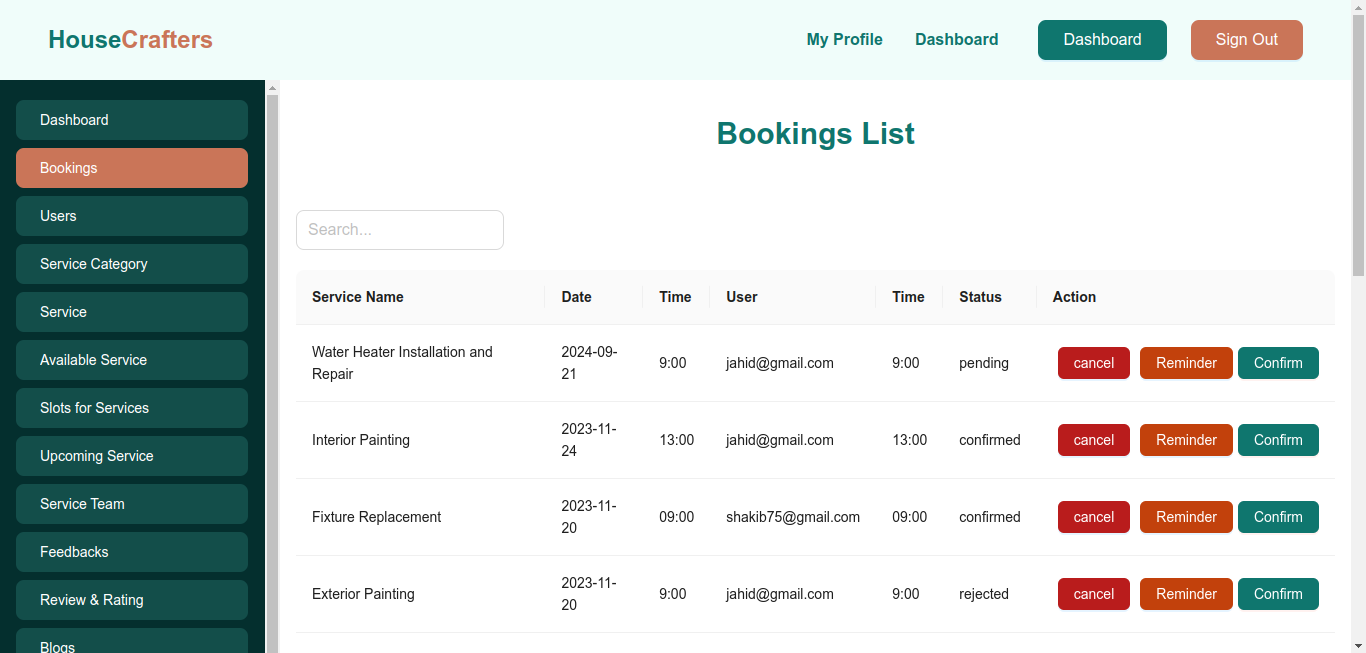 HouseCrafters
My Profile
Dashboard
Dashboard
Sign Out
Dashboard
Bookings
Users
Service Category
Service
Available Service
Slots for Services
Upcoming Service
Service Team
Feedbacks
Review & Rating
Blogs
Bookings List
Search...
Service Name Date Time User Time Status Action
Water Heater Installation and Repair 2024-09-21 9:00 jahid@gmail.com 9:00 pending cancel Reminder Confirm
Interior Painting 2023-11-24 13:00 jahid@gmail.com 13:00 confirmed cancel Reminder Confirm
Fixture Replacement 2023-11-20 09:00 shakib75@gmail.com 09:00 confirmed cancel Reminder Confirm
Exterior Painting 2023-11-20 9:00 jahid@gmail.com 9:00 rejected cancel Reminder Confirm